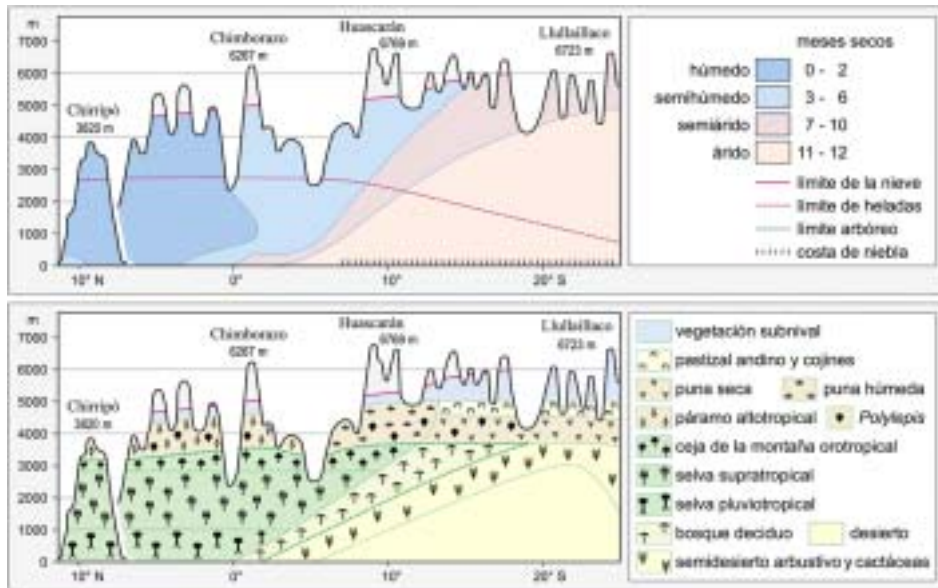 m
7000
6000
5000
4000
3000
2000
1000
0
Chirripó
3820 m
Chimborazo
6267 m
Huascarán
6769 m
Llullaillaco
6723 m
10° N
0°
10°
20° S
meses secos
húmedo 0 - 2
semihúmedo 3 - 6
semiárido 7 - 10
árido 11 - 12
limite de la nieve
limite de heladas
limite arbóreo
costa de niebla
m
7000
6000
5000
4000
3000
2000
1000
0
Chirripó
3820 m
Chimborazo
6267 m
Huascarán
6769 m
Llullaillaco
6723 m
10° N
0°
10°
20° S
vegetación subnival
pastizal andino y cojines
puna seca puna húmeda
páramo altotropical Polylepis
ceja de la montaña orotropical
selva supratropical
selva pluviotropical
bosque deciduo desierto
semidesierto arbustivo y cactáceas